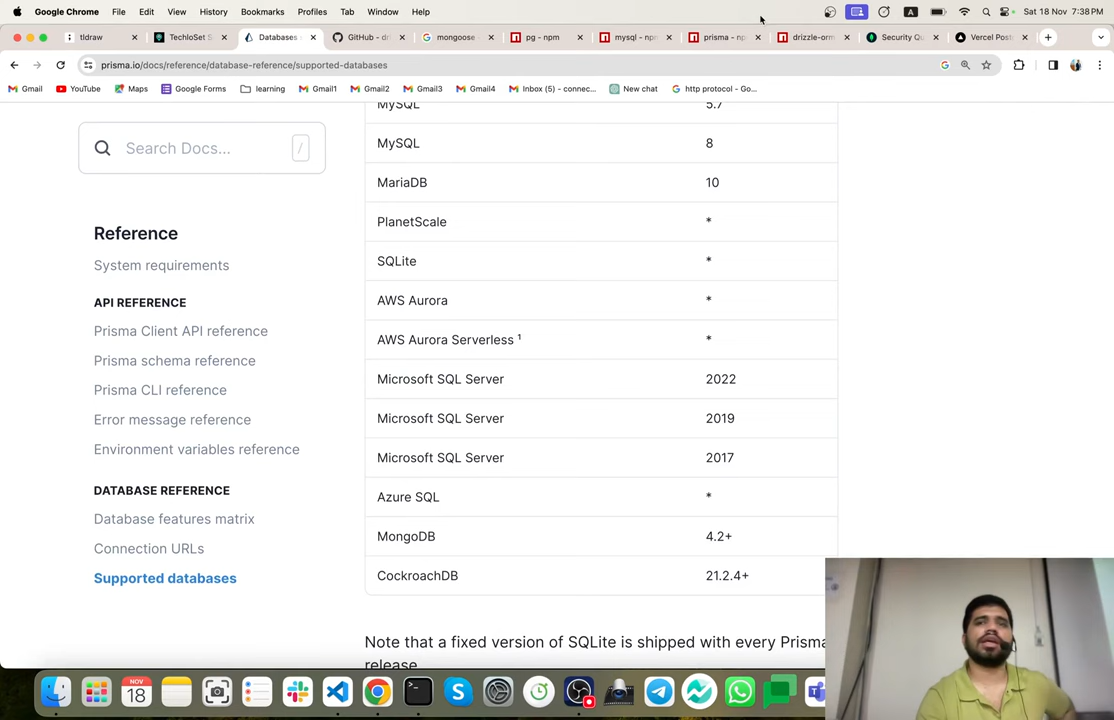 Google Chrome File Edit View History Bookmarks Profiles Tab Window Help
A Sat 18 Nov 7:38 PM
tldraw
TechloSet S
Databases
GitHub - dr
mongoose
pg - npm
mysql - npm
prisma - np
drizzle-orm
Security Qu
Vercel Post
prisma.io/docs/reference/database-reference/supported-databases
Gmail YouTube Maps Google Forms learning Gmail1 Gmail2 Gmail3 Gmail4 Inbox (5) - connec... New chat http protocol - Go...
Search Docs... /
Reference
System requirements
API REFERENCE
Prisma Client API reference
Prisma schema reference
Prisma CLI reference
Error message reference
Environment variables reference
DATABASE REFERENCE
Database features matrix
Connection URLs
Supported databases
MySQL 5.7
MySQL 8
MariaDB 10
PlanetScale *
SQLite *
AWS Aurora *
AWS Aurora Serverless ¹ *
Microsoft SQL Server 2022
Microsoft SQL Server 2019
Microsoft SQL Server 2017
Azure SQL *
MongoDB 4.2+
CockroachDB 21.2.4+
Note that a fixed version of SQLite is shipped with every Prisma
release
NOV
18